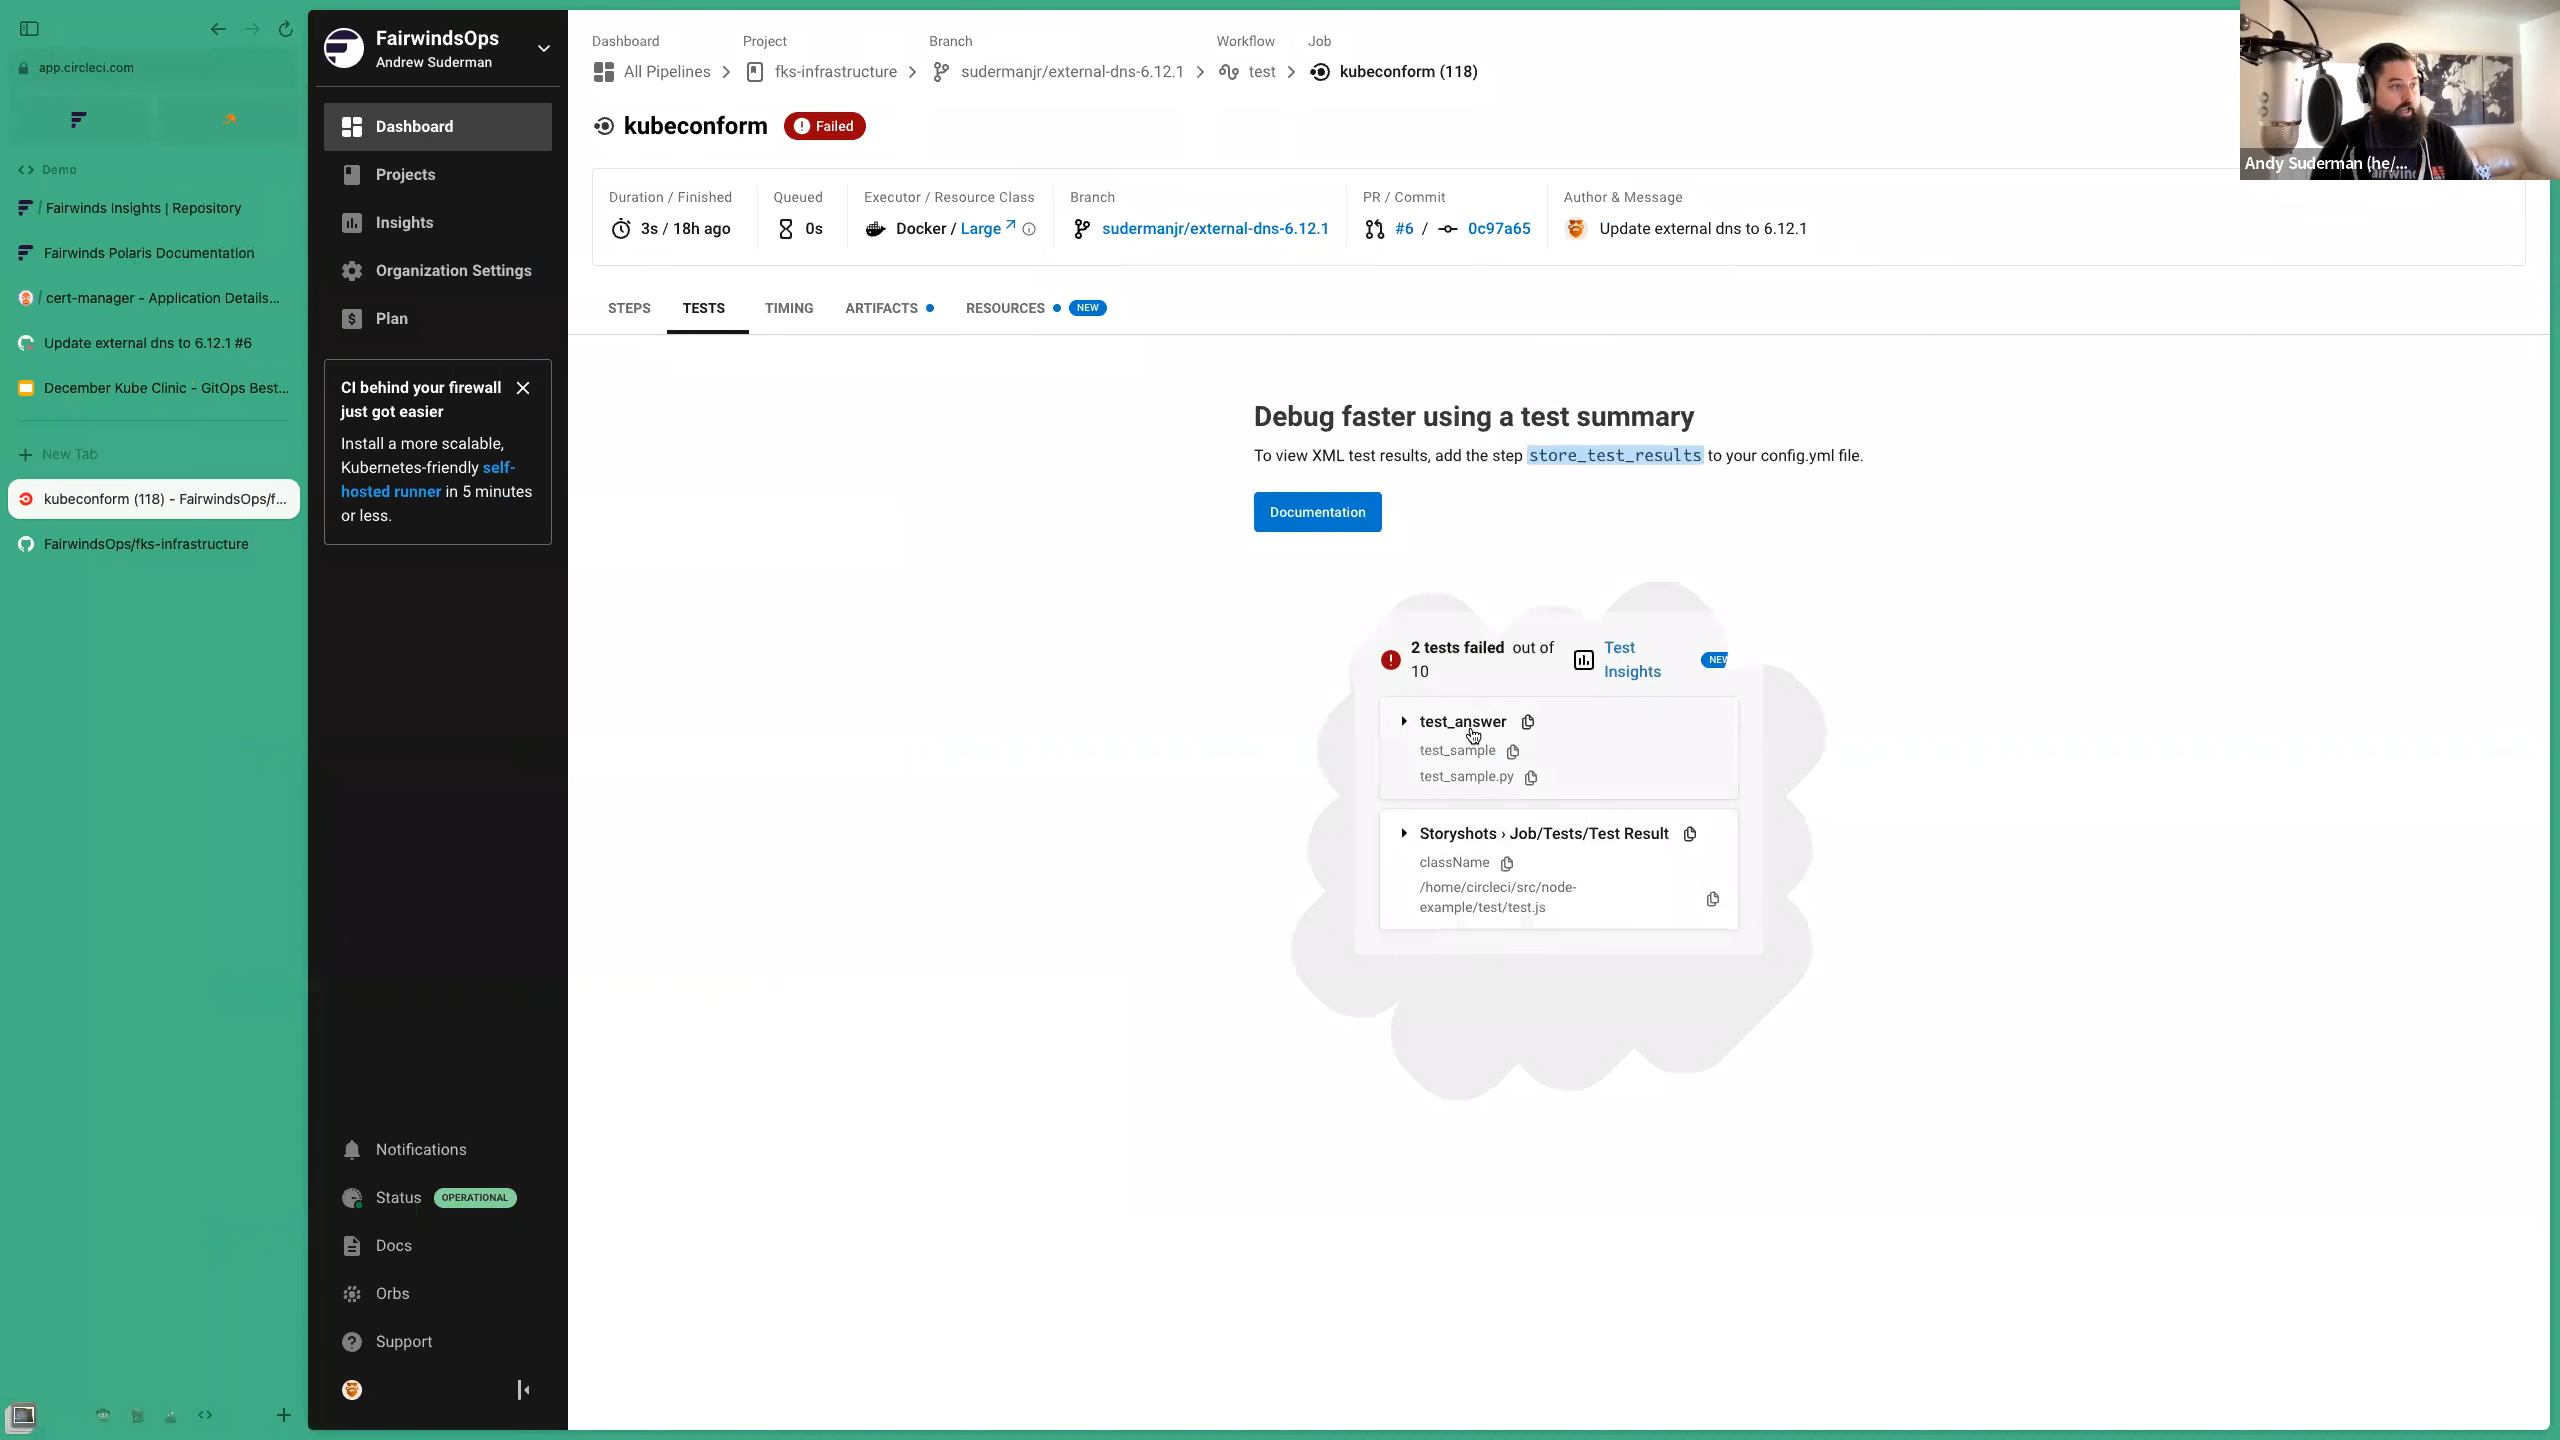 app.circleci.com
Demo
/ Fairwinds Insights | Repository
Fairwinds Polaris Documentation
/ cert-manager - Application Details...
Update external dns to 6.12.1 #6
December Kube Clinic - GitOps Best...
New Tab
kubeconform (118) - FairwindsOps/f...
FairwindsOps/fks-infrastructure
FairwindsOps
Andrew Suderman
Dashboard
Projects
Insights
Organization Settings
Plan
CI behind your firewall
just got easier
Install a more scalable,
Kubernetes-friendly self-
hosted runner in 5 minutes
or less.
Notifications
Status OPERATIONAL
Docs
Orbs
Support
Dashboard Project Branch Workflow Job
All Pipelines fks-infrastructure sudermanjr/external-dns-6.12.1 test kubeconform (118)
kubeconform Failed
Duration / Finished Queued Executor / Resource Class Branch PR / Commit Author & Message
3s / 18h ago 0s Docker / Large sudermanjr/external-dns-6.12.1 #6 / 0c97a65 Update external dns to 6.12.1
STEPS TESTS TIMING ARTIFACTS RESOURCES NEW
Debug faster using a test summary
To view XML test results, add the step store_test_results to your config.yml file.
Documentation
2 tests failed out of
10
Test
Insights
NEW
test_answer
test_sample
test_sample.py
Storyshots › Job/Tests/Test Result
className
/home/circleci/src/node-
example/test/test.js
Andy Suderman (he/...